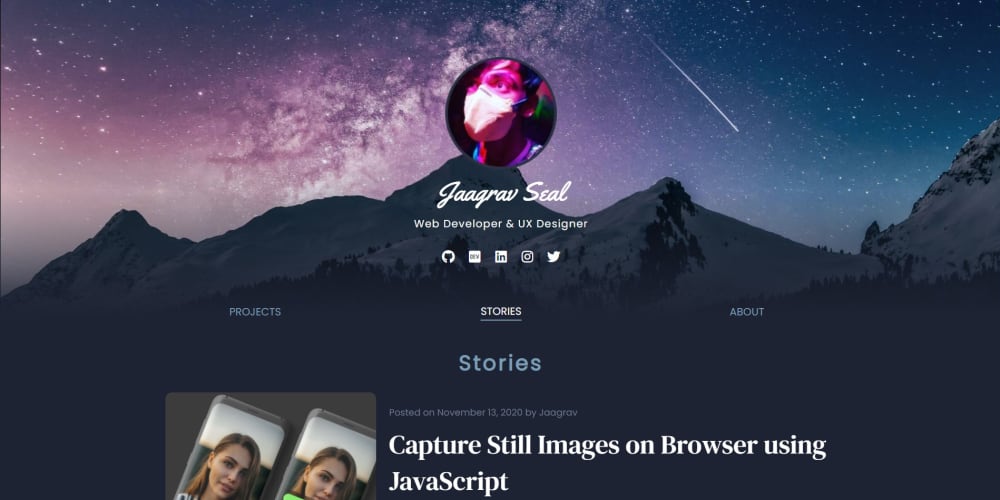 Jaagrav Seal
Web Developer & UX Designer
DEV
PROJECTS
STORIES
ABOUT
Stories
Posted on November 13, 2020 by Jaagrav
Capture Still Images on Browser using
JavaScript